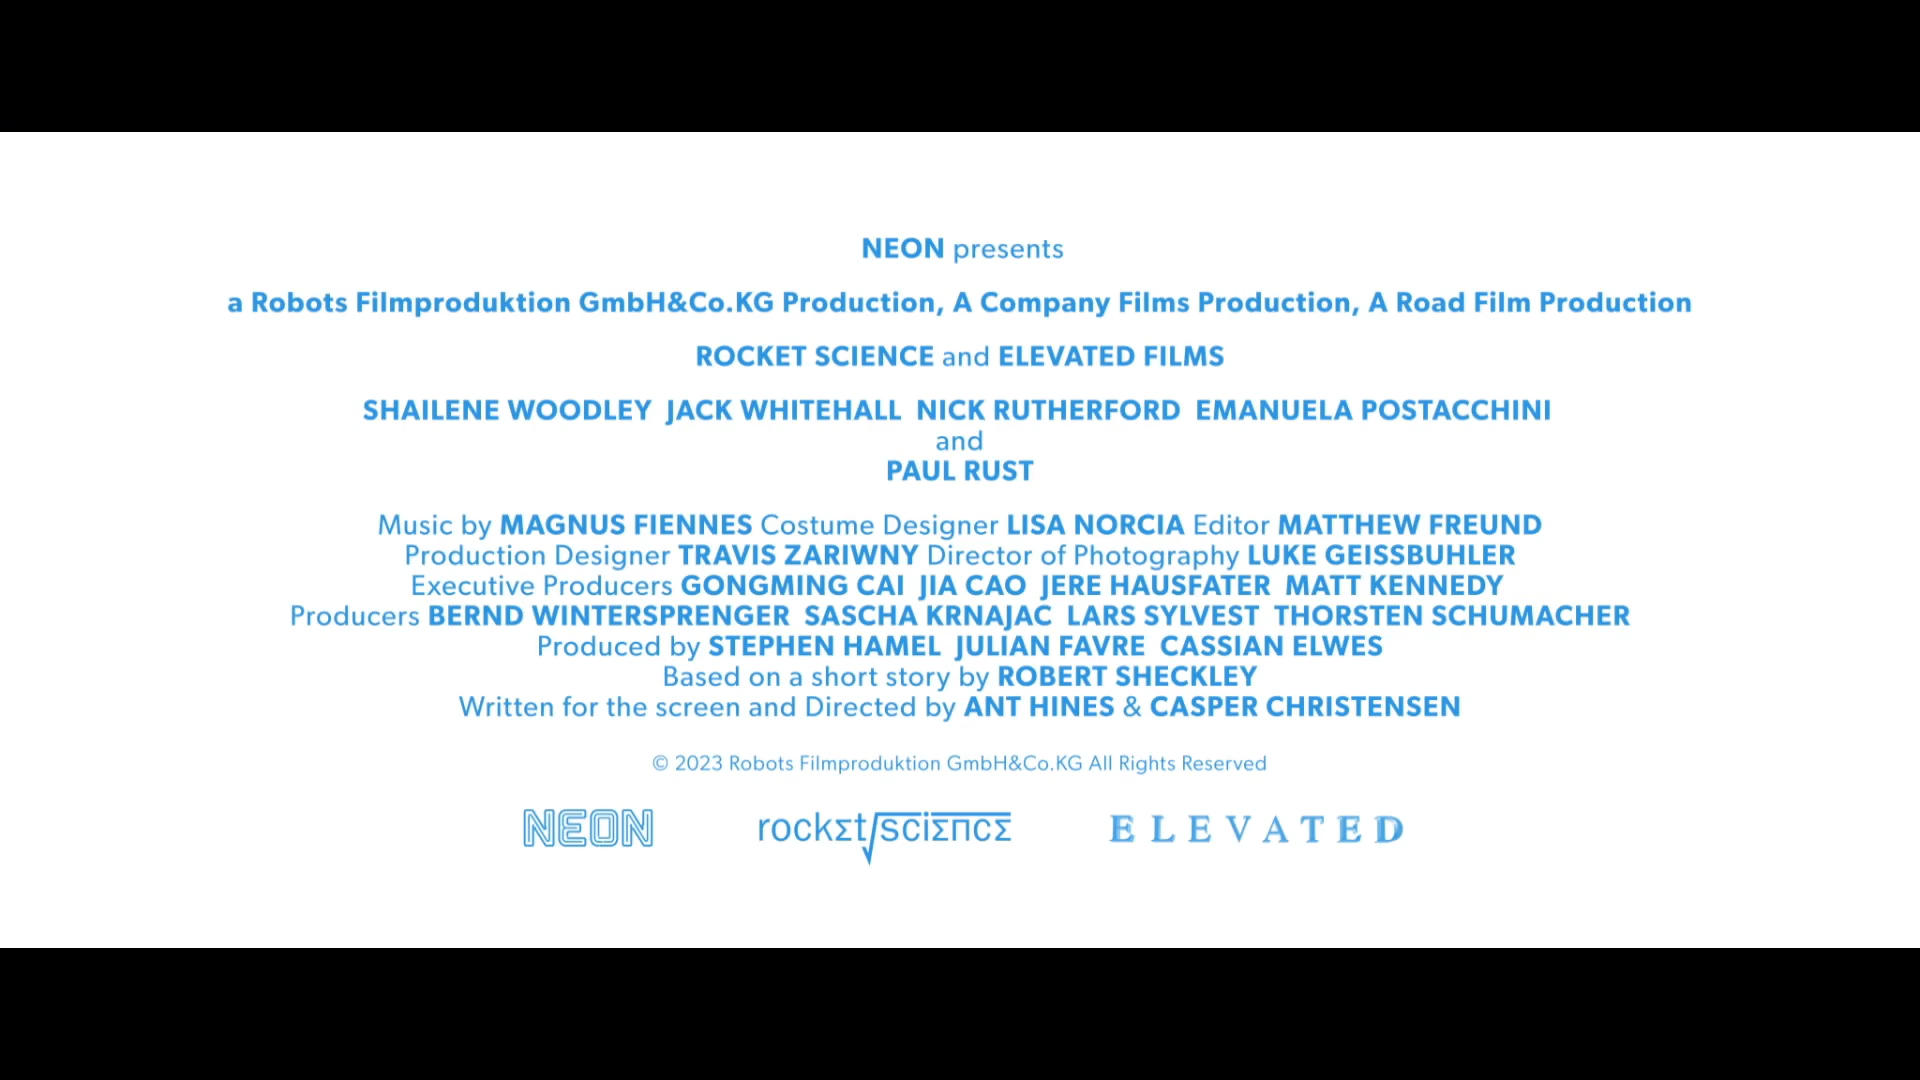 NEON presents
a Robots Filmproduktion GmbH&Co.KG Production, A Company Films Production, A Road Film Production
ROCKET SCIENCE and ELEVATED FILMS
SHAILENE WOODLEY JACK WHITEHALL NICK RUTHERFORD EMANUELA POSTACCHINI
and
PAUL RUST
Music by MAGNUS FIENNES Costume Designer LISA NORCIA Editor MATTHEW FREUND
Production Designer TRAVIS ZARIWNY Director of Photography LUKE GEISSBUHLER
Executive Producers GONGMING CAI JIA CAO JERE HAUSFATER MATT KENNEDY
Producers BERND WINTERSPRENGER SASCHA KRNAJAC LARS SYLVEST THORSTEN SCHUMACHER
Produced by STEPHEN HAMEL JULIAN FAVRE CASSIAN ELWES
Based on a short story by ROBERT SHECKLEY
Written for the screen and Directed by ANT HINES & CASPER CHRISTENSEN
© 2023 Robots Filmproduktion GmbH&Co.KG All Rights Reserved
NEON rockΣt√sciΣncΣ ELEVATED